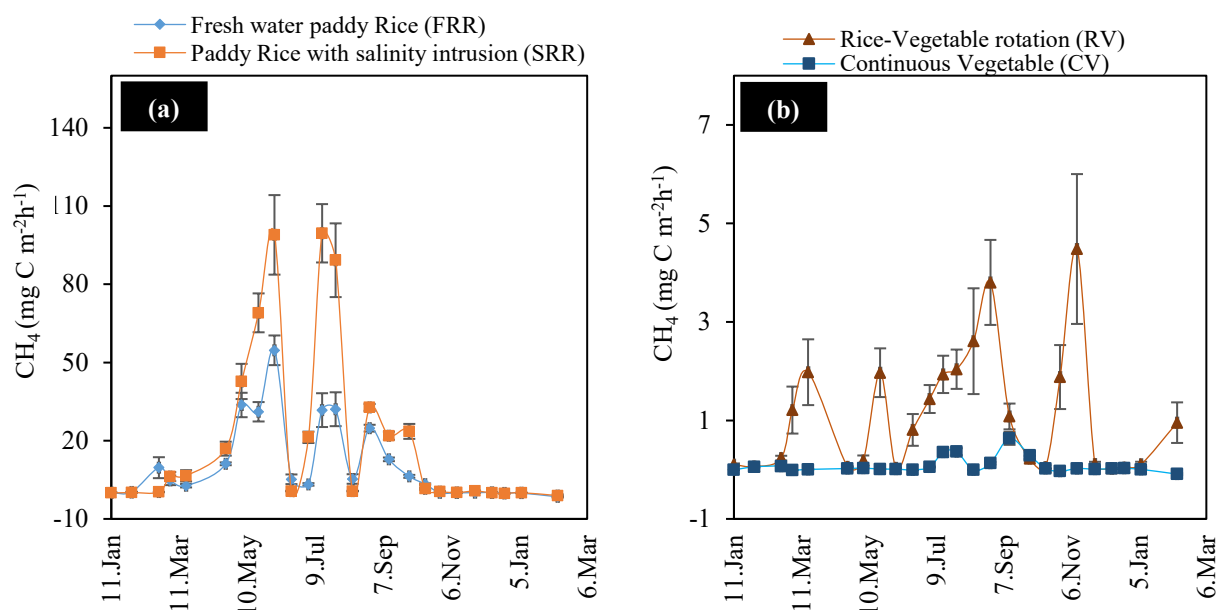 Fresh water paddy Rice (FRR)
Paddy Rice with salinity intrusion (SRR)
(a)
CH₄ (mg C m⁻²h⁻¹)
140
110
80
50
20
-10
11.Jan
11.Mar
10.May
9.Jul
7.Sep
6.Nov
5.Jan
6.Mar
Rice-Vegetable rotation (RV)
Continuous Vegetable (CV)
(b)
CH₄ (mg C m⁻²h⁻¹)
7
5
3
1
-1
11.Jan
11.Mar
10.May
9.Jul
7.Sep
6.Nov
5.Jan
6.Mar